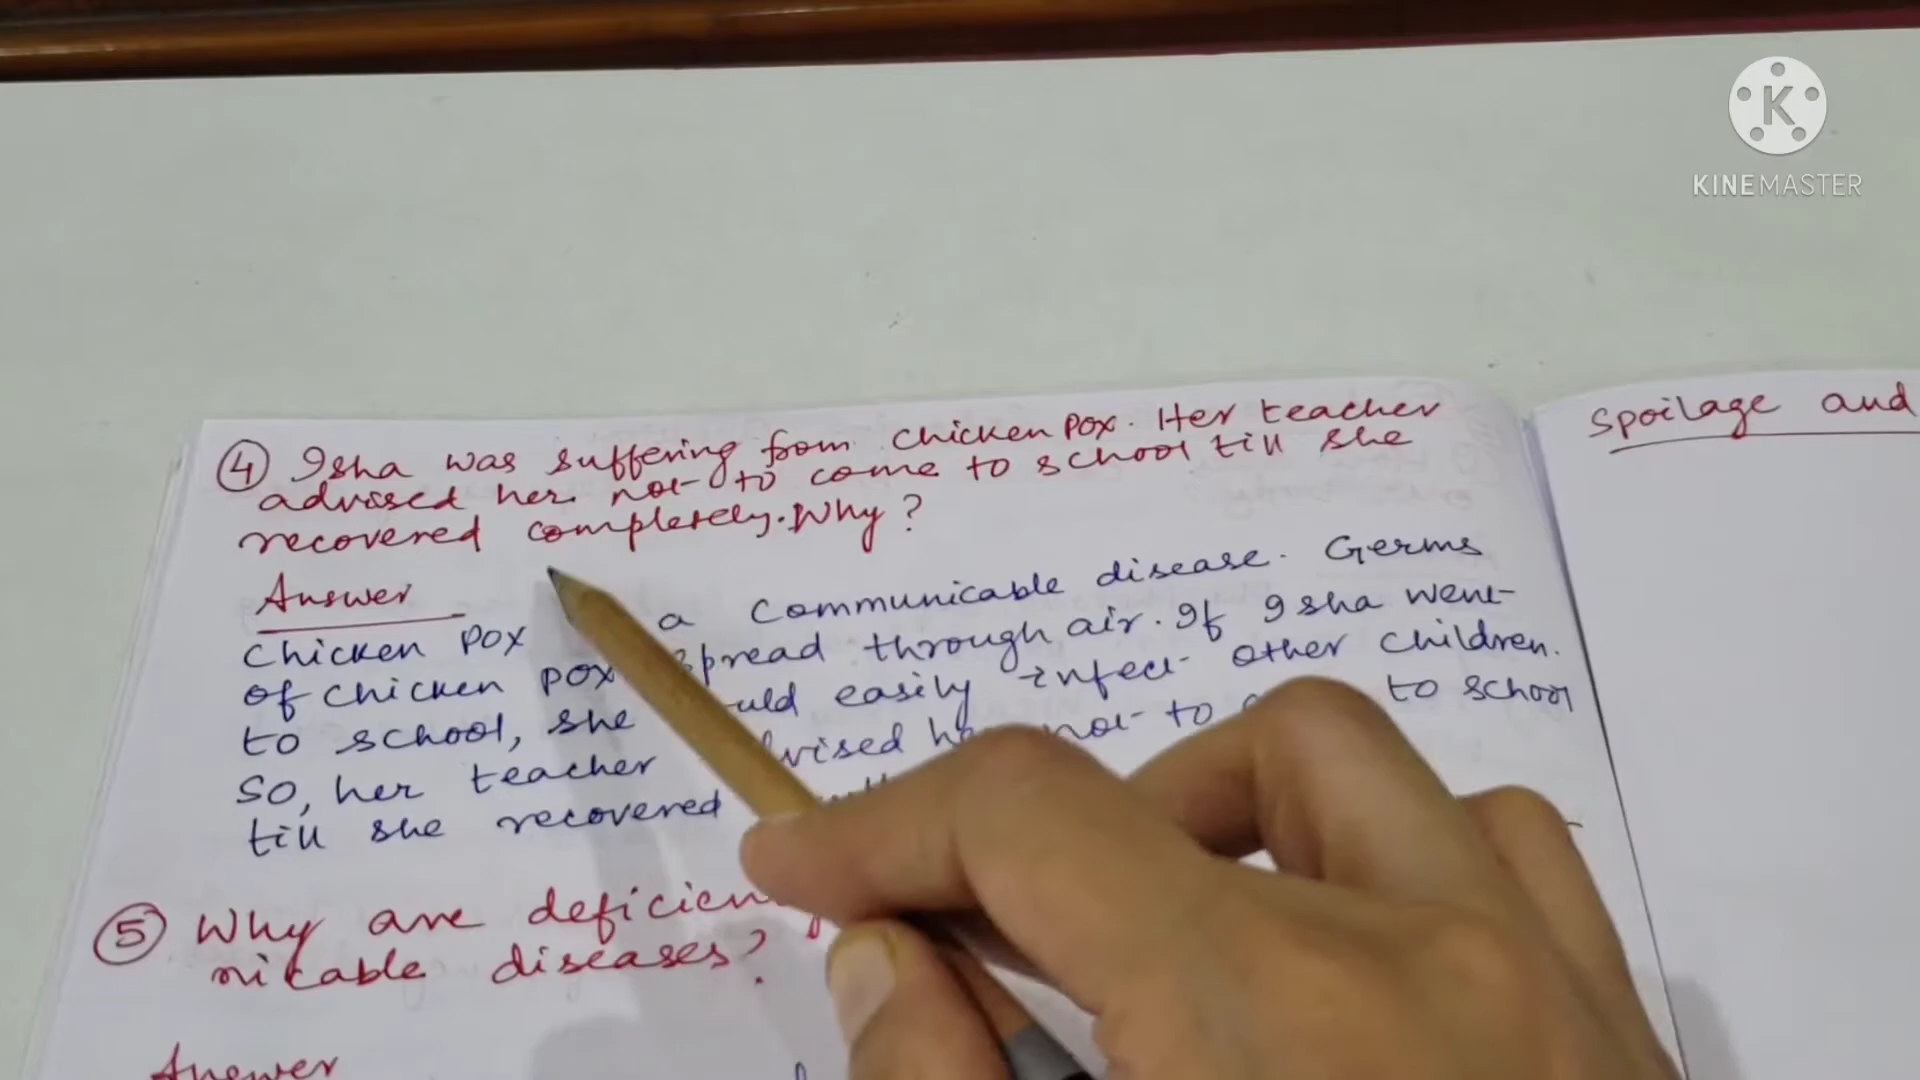 K
KINEMASTER
④ Isha was suffering from chicken pox. Her teacher
advised her not to come to school till she
recovered completely. Why?
Answer
Chicken pox a communicable disease. Germs
of chicken pox spread through air. If Isha went
to school, she easily infect other children.
So, her teacher not to to school
till she recovered
⑤ Why are
nicable diseases?
Answer
Spoilage and